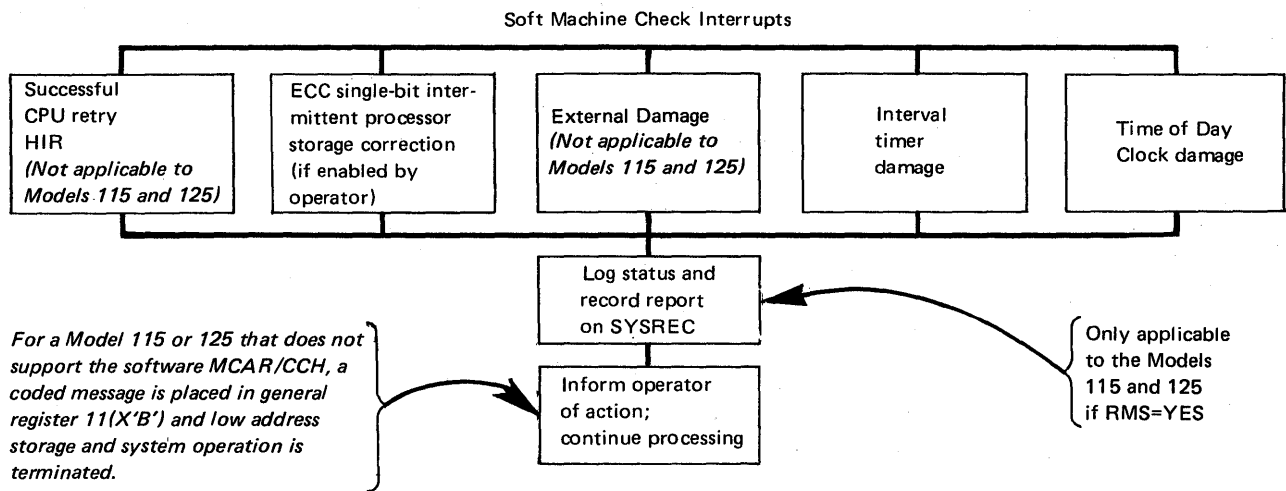 Soft Machine Check Interrupts
Successful
CPU retry
HIR
(Not applicable to
Models 115 and 125)
ECC single-bit inter-
mittent processor
storage correction
(if enabled by
operator)
External Damage
(Not applicable to
Models 115 and 125)
Interval
timer
damage
Time of Day
Clock damage
Log status and
record report
on SYSREC
For a Model 115 or 125 that does not
support the software MCAR/CCH, a
coded message is placed in general
register 11(X'B') and low address
storage and system operation is
terminated.
Inform operator
of action;
continue processing
Only applicable
to the Models
115 and 125
if RMS=YES